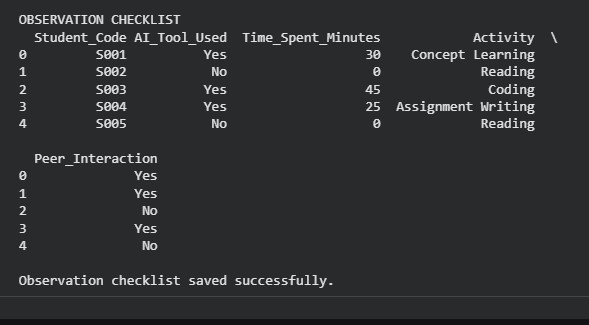 OBSERVATION CHECKLIST
Student_Code AI_Tool_Used Time_Spent_Minutes Activity \
0 S001 Yes 30 Concept Learning
1 S002 No 0 Reading
2 S003 Yes 45 Coding
3 S004 Yes 25 Assignment Writing
4 S005 No 0 Reading
Peer_Interaction
0 Yes
1 Yes
2 No
3 Yes
4 No
Observation checklist saved successfully.